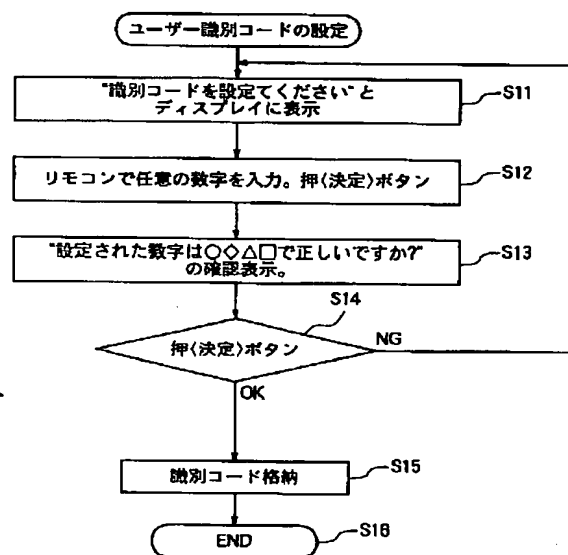 ユーザー識別コードの設定
"識別コードを設定てください"と
ディスプレイに表示
S11
リモコンで任意の数字を入力。押〈決定〉ボタン
S12
"設定された数字は○◇△□で正しいですか?"
の確認表示。
S13
S14
押〈決定〉ボタン
NG
OK
識別コード格納
S15
END
S16